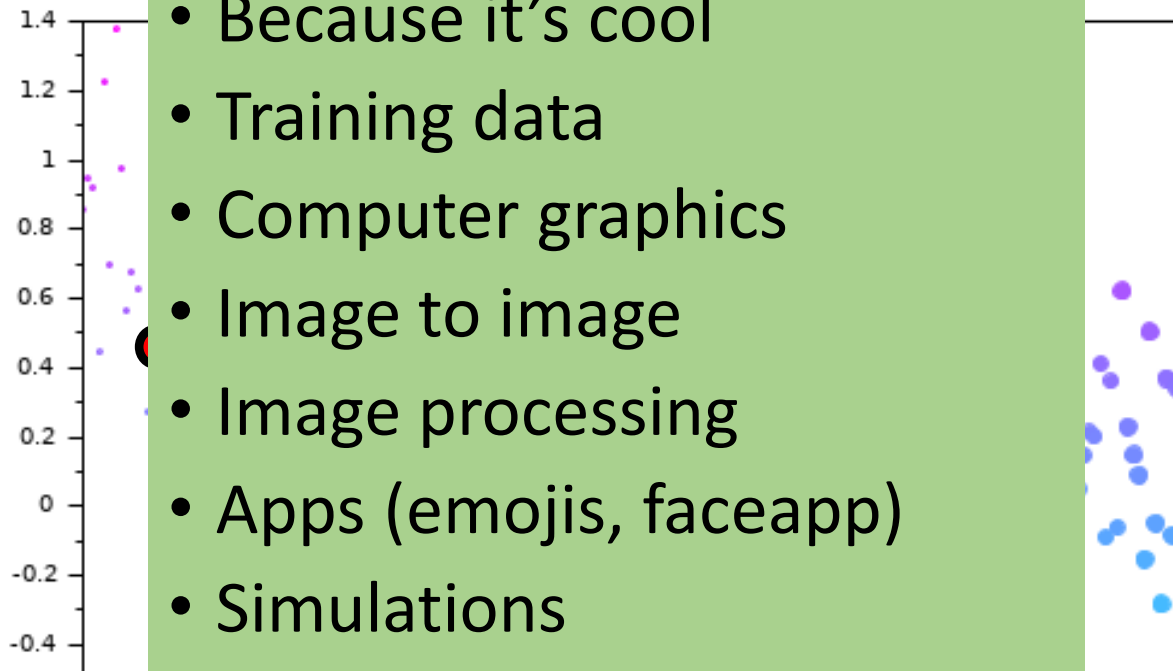 1.4
1.2
1
0.8
0.6
0.4
0.2
0
-0.2
-0.4
• Because it’s cool
• Training data
• Computer graphics
• Image to image
• Image processing
• Apps (emojis, faceapp)
• Simulations